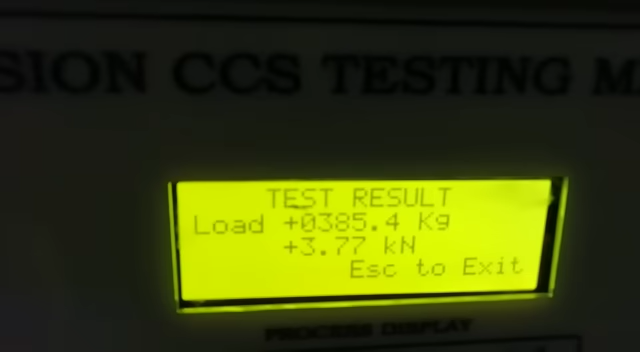 SION CCS TESTING M
TEST RESULT
Load +0385.4 Kg
+3.77 kN
Esc to Exit
PROCESS DISPLAY